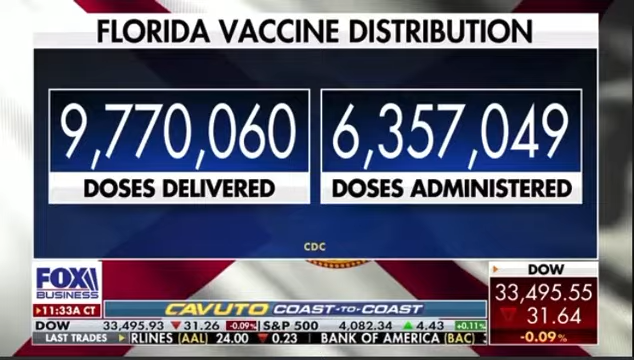 FLORIDA VACCINE DISTRIBUTION
9,770,060
DOSES DELIVERED
6,357,049
DOSES ADMINISTERED
CDC
FOX
BUSINESS
11:33A CT
CAVUTO COAST-TO-COAST
DOW
33,495.55
31.64
-0.09%
DOW 33,495.93 ▼ 31.26 -0.09% S&P 500 4,082.34 ▲ 4.43 +0.11%
LAST TRADES RLINES (AAL) 24.00 ▼ 0.23 BANK OF AMERICA (BAC)